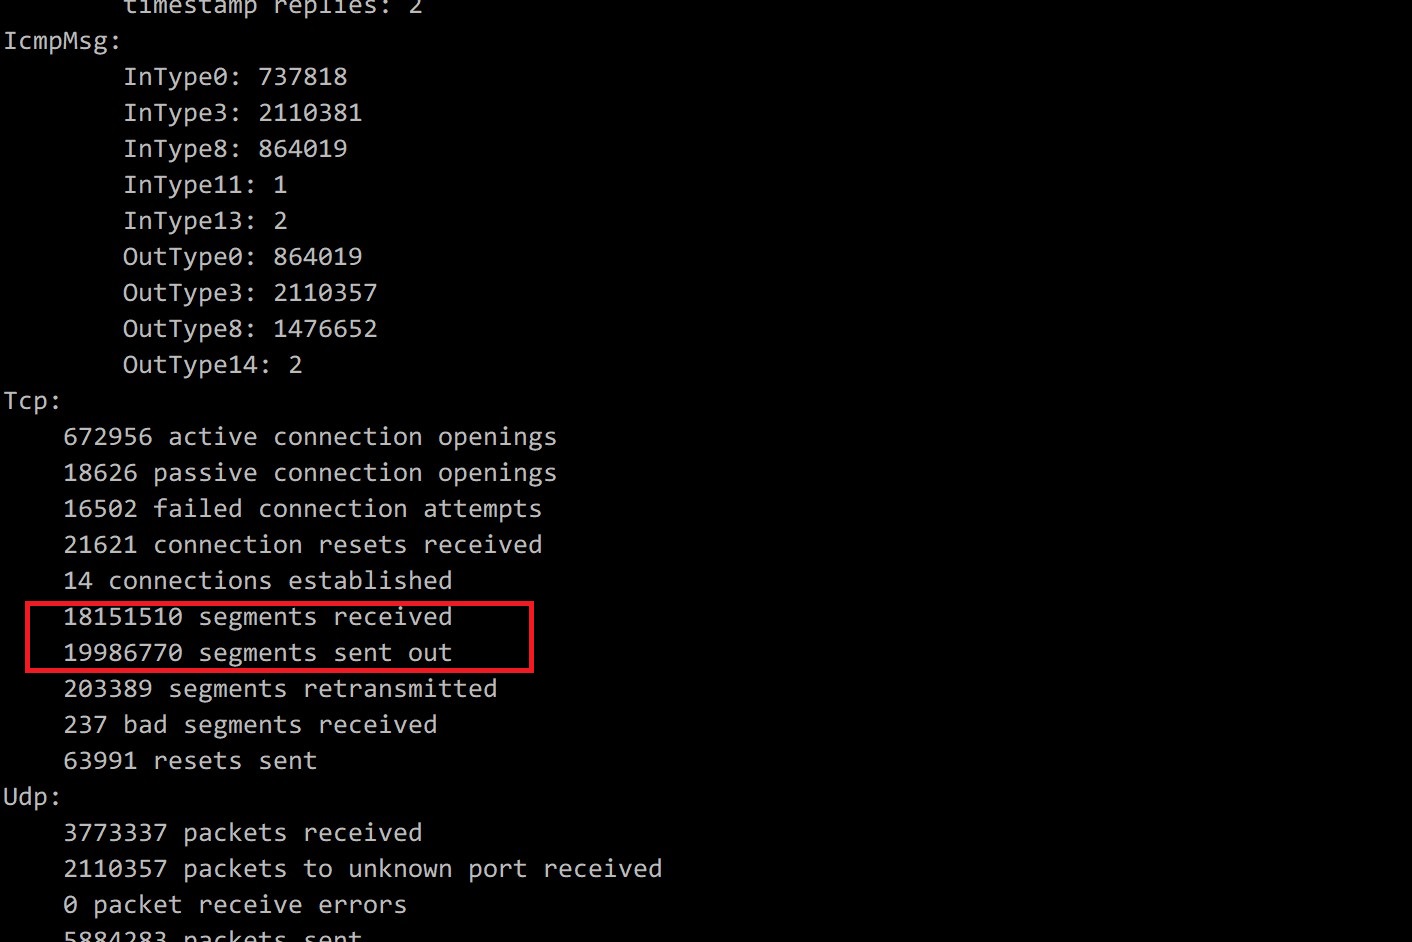 timestamp replies: 2
IcmpMsg:
InType0: 737818
InType3: 2110381
InType8: 864019
InType11: 1
InType13: 2
OutType0: 864019
OutType3: 2110357
OutType8: 1476652
OutType14: 2
Tcp:
672956 active connection openings
18626 passive connection openings
16502 failed connection attempts
21621 connection resets received
14 connections established
18151510 segments received
19986770 segments sent out
203389 segments retransmitted
237 bad segments received
63991 resets sent
Udp:
3773337 packets received
2110357 packets to unknown port received
0 packet receive errors
5884283 packets sent